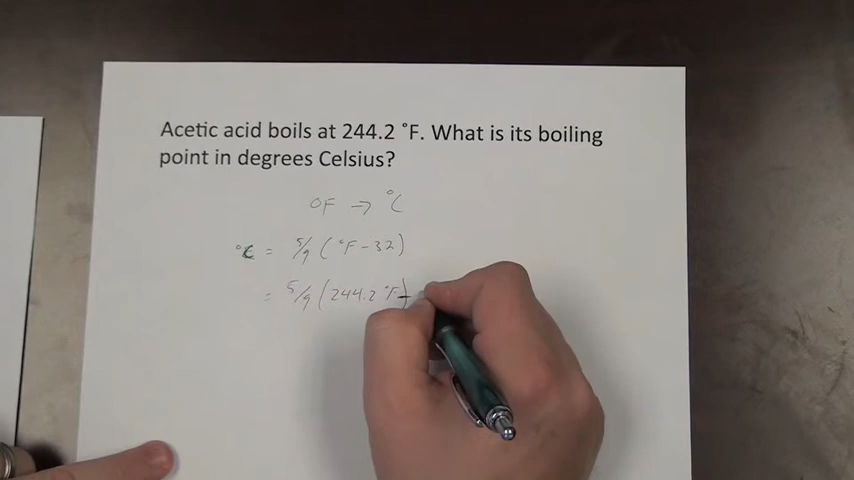 Acetic acid boils at 244.2 °F. What is its boiling
point in degrees Celsius?
°F → °C
°C = 5/9 (°F - 32)
= 5/9 (244.2 °F -